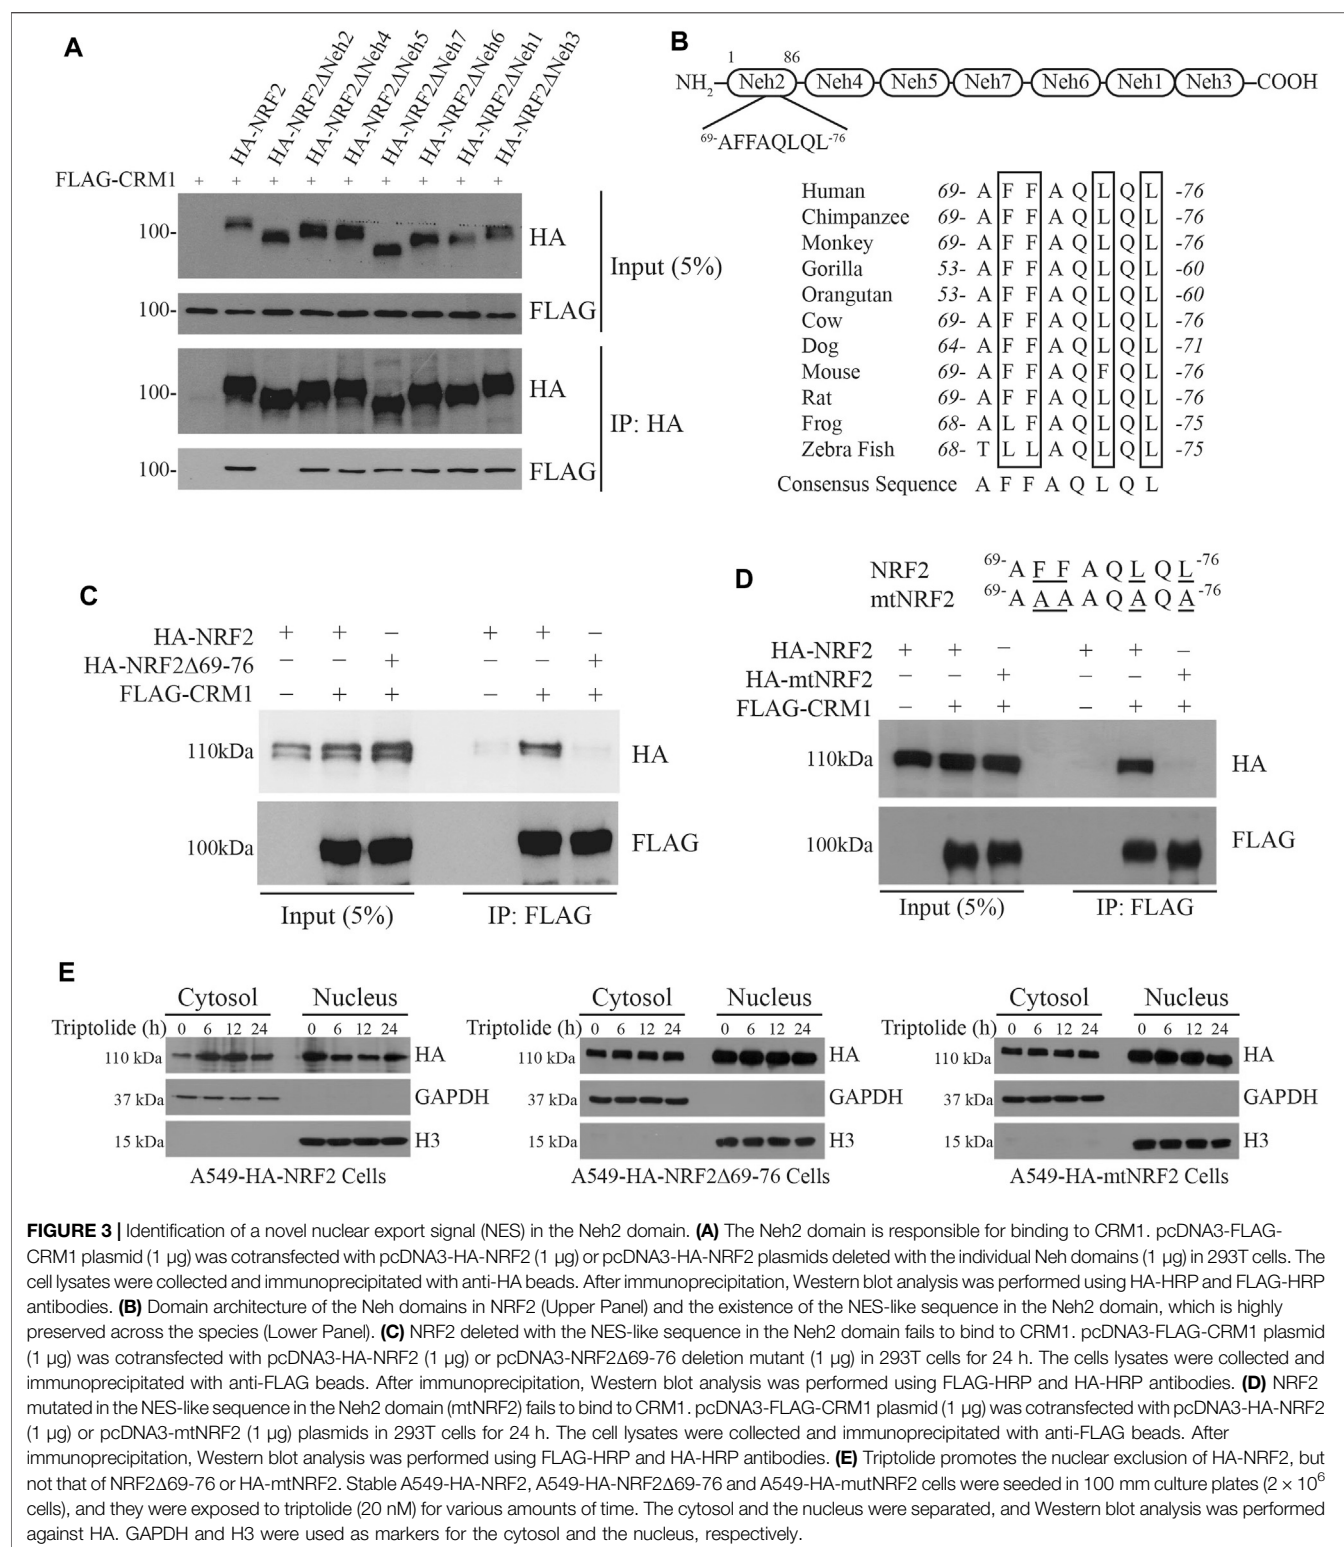 A
HA-NRF2
HA-NRF2ΔNeh2
HA-NRF2ΔNeh4
HA-NRF2ΔNeh5
HA-NRF2ΔNeh7
HA-NRF2ΔNeh6
HA-NRF2ΔNeh1
HA-NRF2ΔNeh3
FLAG-CRM1 + + + + + + + + +
100- HA
Input (5%)
100- FLAG
100- HA
IP: HA
100- FLAG
B
1 86
NH2 Neh2 Neh4 Neh5 Neh7 Neh6 Neh1 Neh3 COOH
69-AFFAQLQL-76
Human 69- A F F A Q L Q L -76
Chimpanzee 69- A F F A Q L Q L -76
Monkey 69- A F F A Q L Q L -76
Gorilla 53- A F F A Q L Q L -60
Orangutan 53- A F F A Q L Q L -60
Cow 69- A F F A Q L Q L -76
Dog 64- A F F A Q L Q L -71
Mouse 69- A F F A Q F Q L -76
Rat 69- A F F A Q L Q L -76
Frog 68- A L F A Q L Q L -75
Zebra Fish 68- T L L A Q L Q L -75
Consensus Sequence A F F A Q L Q L
C
HA-NRF2 + + – + + –
HA-NRF2Δ69-76 – – + – – +
FLAG-CRM1 – + + – + +
110kDa HA
100kDa FLAG
Input (5%) IP: FLAG
D
NRF2 69-A F F A Q L Q L-76
mtNRF2 69-A A A A Q A Q A-76
HA-NRF2 + + – + + –
HA-mtNRF2 – – + – – +
FLAG-CRM1 – + + – + +
110kDa HA
100kDa FLAG
Input (5%) IP: FLAG
E
Cytosol Nucleus
Triptolide (h) 0 6 12 24 0 6 12 24
110 kDa HA
37 kDa GAPDH
15 kDa H3
A549-HA-NRF2 Cells
Cytosol Nucleus
Triptolide (h) 0 6 12 24 0 6 12 24
110 kDa HA
37 kDa GAPDH
15 kDa H3
A549-HA-NRF2Δ69-76 Cells
Cytosol Nucleus
Triptolide (h) 0 6 12 24 0 6 12 24
110 kDa HA
37 kDa GAPDH
15 kDa H3
A549-HA-mtNRF2 Cells
FIGURE 3 | Identification of a novel nuclear export signal (NES) in the Neh2 domain. (A) The Neh2 domain is responsible for binding to CRM1. pcDNA3-FLAG-
CRM1 plasmid (1 μg) was cotransfected with pcDNA3-HA-NRF2 (1 μg) or pcDNA3-HA-NRF2 plasmids deleted with the individual Neh domains (1 μg) in 293T cells. The
cell lysates were collected and immunoprecipitated with anti-HA beads. After immunoprecipitation, Western blot analysis was performed using HA-HRP and FLAG-HRP
antibodies. (B) Domain architecture of the Neh domains in NRF2 (Upper Panel) and the existence of the NES-like sequence in the Neh2 domain, which is highly
preserved across the species (Lower Panel). (C) NRF2 deleted with the NES-like sequence in the Neh2 domain fails to bind to CRM1. pcDNA3-FLAG-CRM1 plasmid
(1 μg) was cotransfected with pcDNA3-HA-NRF2 (1 μg) or pcDNA3-NRF2Δ69-76 deletion mutant (1 μg) in 293T cells for 24 h. The cells lysates were collected and
immunoprecipitated with anti-FLAG beads. After immunoprecipitation, Western blot analysis was performed using FLAG-HRP and HA-HRP antibodies. (D) NRF2
mutated in the NES-like sequence in the Neh2 domain (mtNRF2) fails to bind to CRM1. pcDNA3-FLAG-CRM1 plasmid (1 μg) was cotransfected with pcDNA3-HA-NRF2
(1 μg) or pcDNA3-mtNRF2 (1 μg) plasmids in 293T cells for 24 h. The cell lysates were collected and immunoprecipitated with anti-FLAG beads. After
immunoprecipitation, Western blot analysis was performed using FLAG-HRP and HA-HRP antibodies. (E) Triptolide promotes the nuclear exclusion of HA-NRF2, but
not that of NRF2Δ69-76 or HA-mtNRF2. Stable A549-HA-NRF2, A549-HA-NRF2Δ69-76 and A549-HA-mutNRF2 cells were seeded in 100 mm culture plates (2 × 10⁶
cells), and they were exposed to triptolide (20 nM) for various amounts of time. The cytosol and the nucleus were separated, and Western blot analysis was performed
against HA. GAPDH and H3 were used as markers for the cytosol and the nucleus, respectively.